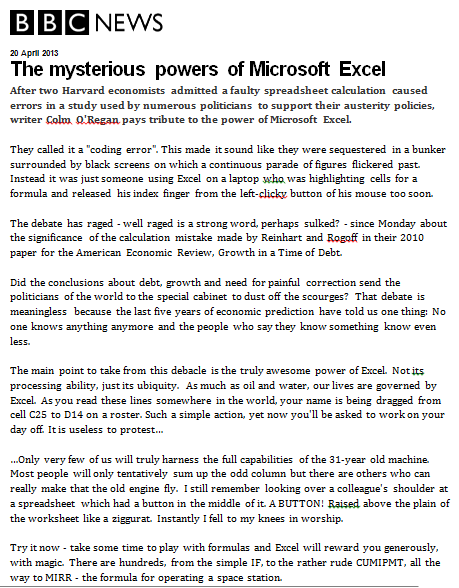 BBC NEWS
20 April 2013
The mysterious powers of Microsoft Excel
After two Harvard economists admitted a faulty spreadsheet calculation caused
errors in a study used by numerous politicians to support their austerity policies,
writer Colm O'Regan pays tribute to the power of Microsoft Excel.
They called it a "coding error". This made it sound like they were sequestered in a bunker
surrounded by black screens on which a continuous parade of figures flickered past.
Instead it was just someone using Excel on a laptop who was highlighting cells for a
formula and released his index finger from the left-clicky button of his mouse too soon.
The debate has raged - well raged is a strong word, perhaps sulked? - since Monday about
the significance of the calculation mistake made by Reinhart and Rogoff in their 2010
paper for the American Economic Review, Growth in a Time of Debt.
Did the conclusions about debt, growth and need for painful correction send the
politicians of the world to the special cabinet to dust off the scourges? That debate is
meaningless because the last five years of economic prediction have told us one thing: No
one knows anything anymore and the people who say they know something know even
less.
The main point to take from this debacle is the truly awesome power of Excel. Not its
processing ability, just its ubiquity. As much as oil and water, our lives are governed by
Excel. As you read these lines somewhere in the world, your name is being dragged from
cell C25 to D14 on a roster. Such a simple action, yet now you'll be asked to work on your
day off. It is useless to protest...
...Only very few of us will truly harness the full capabilities of the 31-year old machine.
Most people will only tentatively sum up the odd column but there are others who can
really make that the old engine fly. I still remember looking over a colleague's shoulder at
a spreadsheet which had a button in the middle of it. A BUTTON! Raised above the plain of
the worksheet like a ziggurat. Instantly I fell to my knees in worship.
Try it now - take some time to play with formulas and Excel will reward you generously,
with magic. There are hundreds, from the simple IF, to the rather rude CUMIPMT, all the
way to MIRR - the formula for operating a space station.